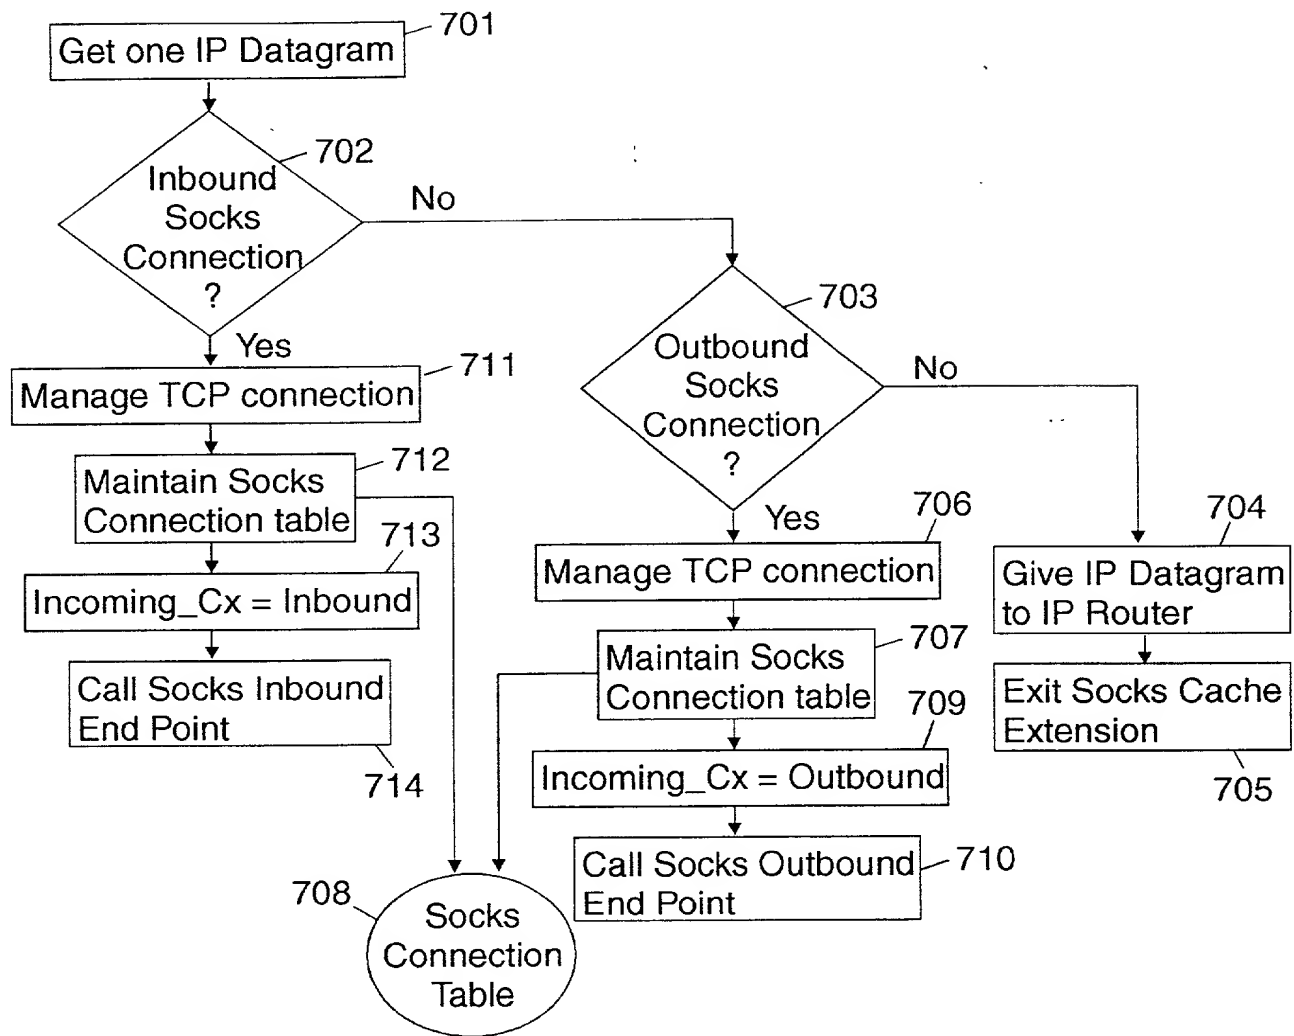 Get one IP Datagram
701
702
Inbound
Socks
Connection
?
No
Yes
703
Outbound
Socks
Connection
?
No
Yes
711
Manage TCP connection
712
Maintain Socks
Connection table
713
Incoming_Cx = Inbound
Call Socks Inbound
End Point
714
706
Manage TCP connection
707
Maintain Socks
Connection table
709
Incoming_Cx = Outbound
Call Socks Outbound
End Point
710
704
Give IP Datagram
to IP Router
Exit Socks Cache
Extension
705
708
Socks
Connection
Table